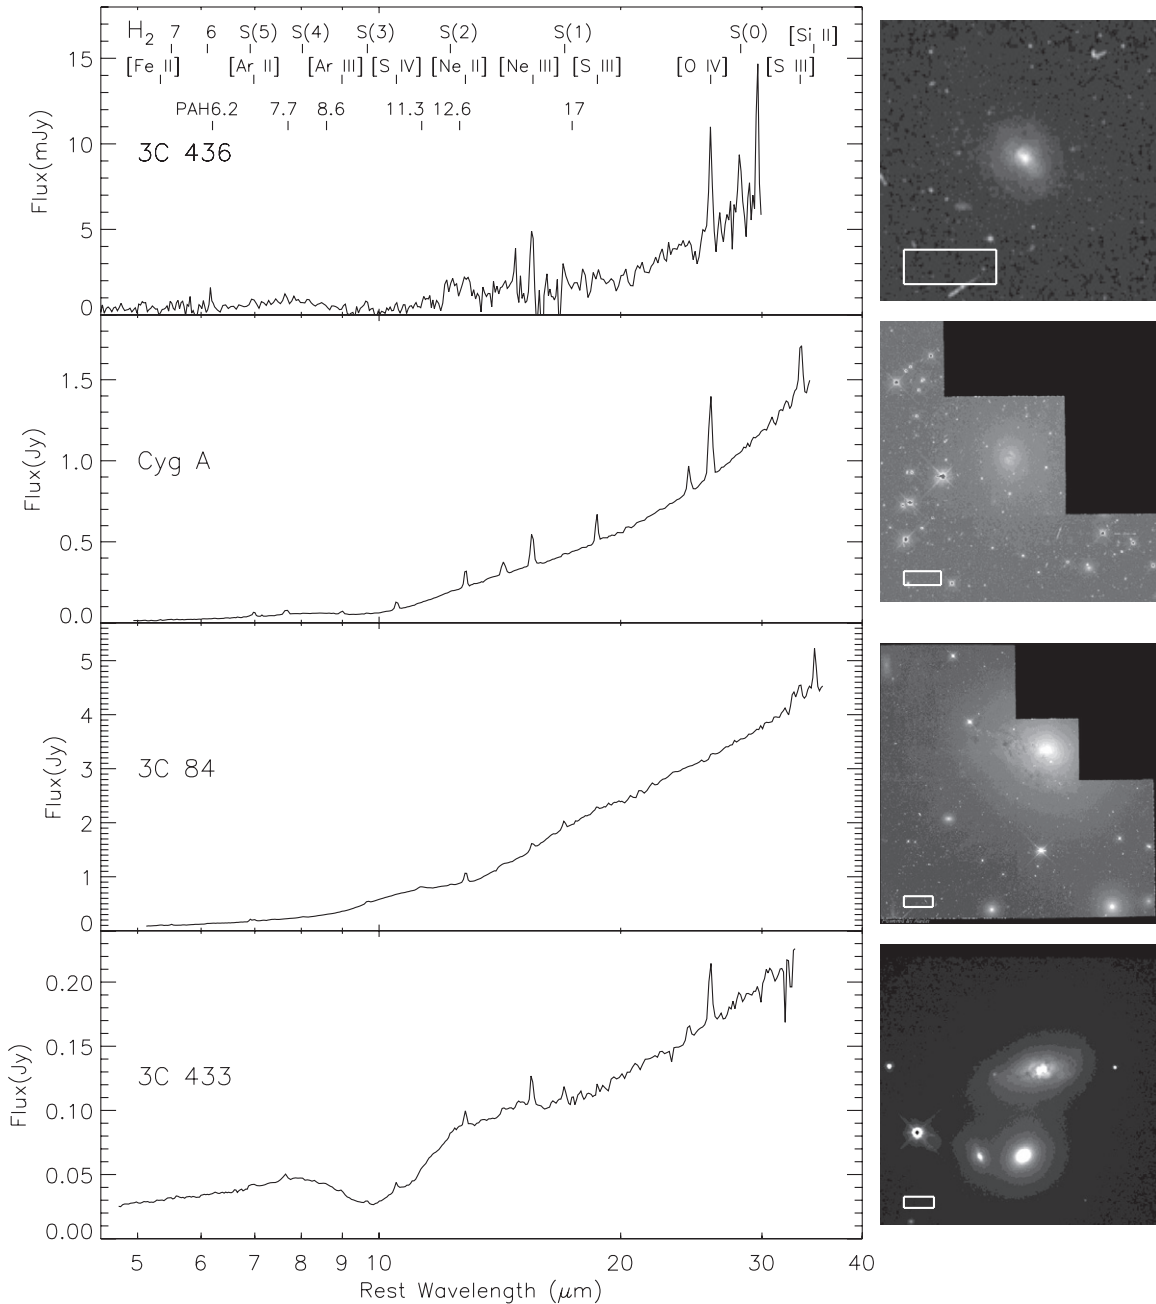 H2 7 6 S(5) S(4) S(3) S(2) S(1) S(0) [Si II]
[Fe II] [Ar II] [Ar III] [S IV] [Ne II] [Ne III] [S III] [O IV] [S III]
PAH6.2 7.7 8.6 11.3 12.6 17
3C 436
Flux(mJy)
15
10
5
0
Cyg A
Flux(Jy)
1.5
1.0
0.5
0.0
3C 84
Flux(Jy)
5
4
3
2
1
0
3C 433
Flux(Jy)
0.20
0.15
0.10
0.05
0.00
5 6 7 8 9 10 20 30 40
Rest Wavelength (μm)